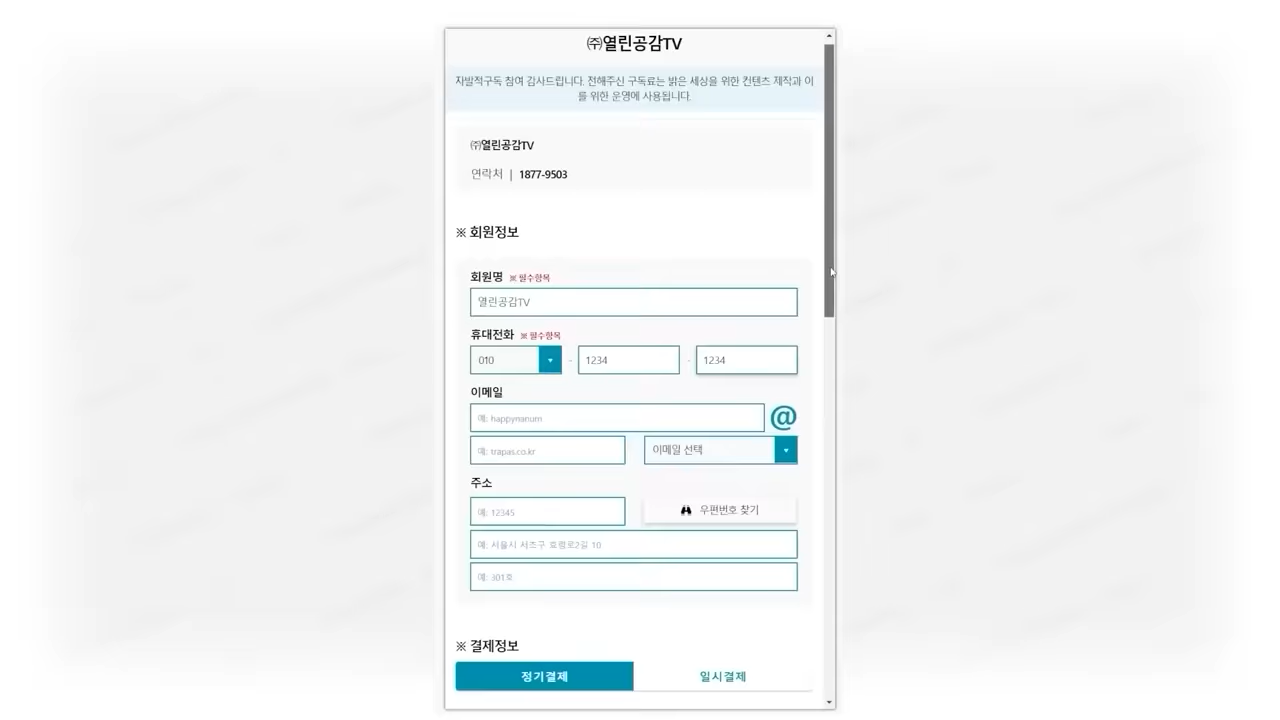 ㈜열린공감TV
자발적구독 참여 감사드립니다. 전해주신 구독료는 밝은 세상을 위한 컨텐츠 제작과 이
를 위한 운영에 사용됩니다.
㈜열린공감TV
연락처 | 1877-9503
※ 회원정보
회원명 ※ 필수항목
열린공감TV
휴대전화 ※ 필수항목
010 - 1234 - 1234
이메일
예: happynanum @
예: trapas.co.kr 이메일 선택
주소
예: 12345 우편번호 찾기
예: 서울시 서초구 효령로2길 10
예: 301호
※ 결제정보
정기결제 일시결제